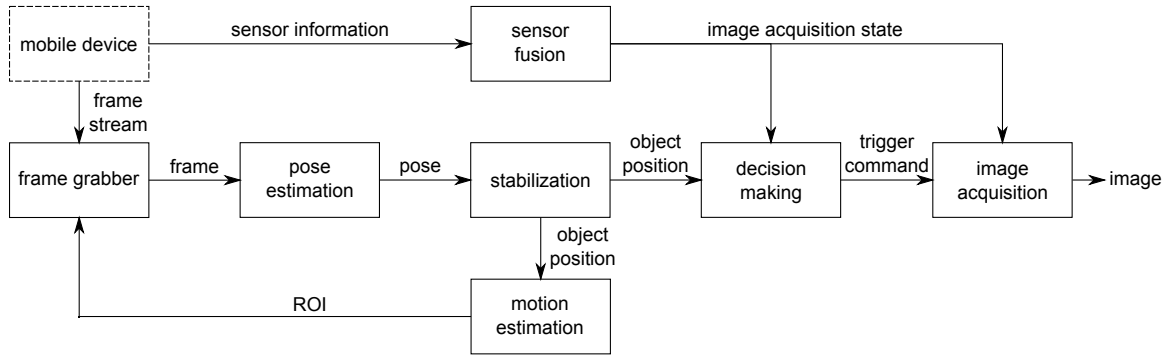 mobile device
sensor information
sensor
fusion
image acquisition state
frame
stream
frame grabber
frame
pose
estimation
pose
stabilization
object
position
decision
making
trigger
command
image
acquisition
image
object
position
ROI
motion
estimation